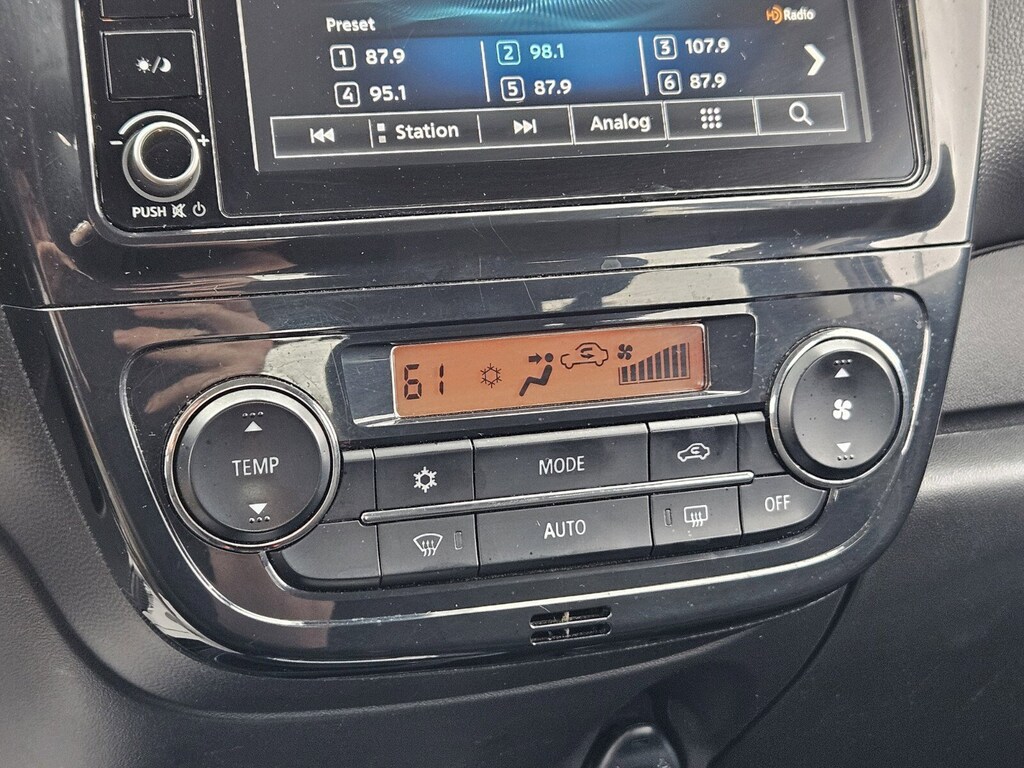 Preset
HD Radio
1 87.9 2 98.1 3 107.9
4 95.1 5 87.9 6 87.9
Station Analog
PUSH
61
TEMP
MODE
AUTO
OFF